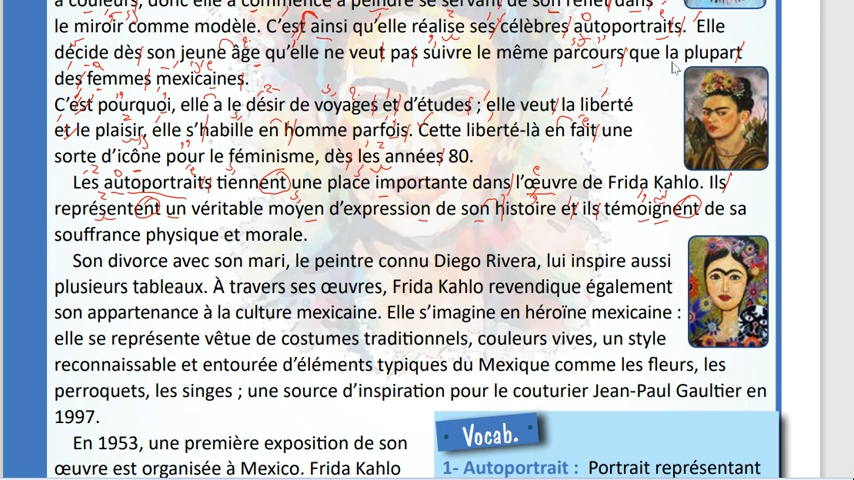 a couleurs, donc elle a commencé à peindre se servant de son reflet dans
le miroir comme modèle. C'est ainsi qu'elle réalise ses célèbres autoportraits. Elle
décide dès son jeune âge qu'elle ne veut pas suivre le même parcours que la plupart
des femmes mexicaines.
C'est pourquoi, elle a le désir de voyages et d'études ; elle veut la liberté
et le plaisir, elle s'habille en homme parfois. Cette liberté-là en fait une
sorte d'icône pour le féminisme, dès les années 80.
Les autoportraits tiennent une place importante dans l'œuvre de Frida Kahlo. Ils
représentent un véritable moyen d'expression de son histoire et ils témoignent de sa
souffrance physique et morale.
Son divorce avec son mari, le peintre connu Diego Rivera, lui inspire aussi
plusieurs tableaux. À travers ses œuvres, Frida Kahlo revendique également
son appartenance à la culture mexicaine. Elle s'imagine en héroïne mexicaine :
elle se représente vêtue de costumes traditionnels, couleurs vives, un style
reconnaissable et entourée d'éléments typiques du Mexique comme les fleurs, les
perroquets, les singes ; une source d'inspiration pour le couturier Jean-Paul Gaultier en
1997.
En 1953, une première exposition de son
œuvre est organisée à Mexico. Frida Kahlo
Vocab.
1- Autoportrait : Portrait représentant